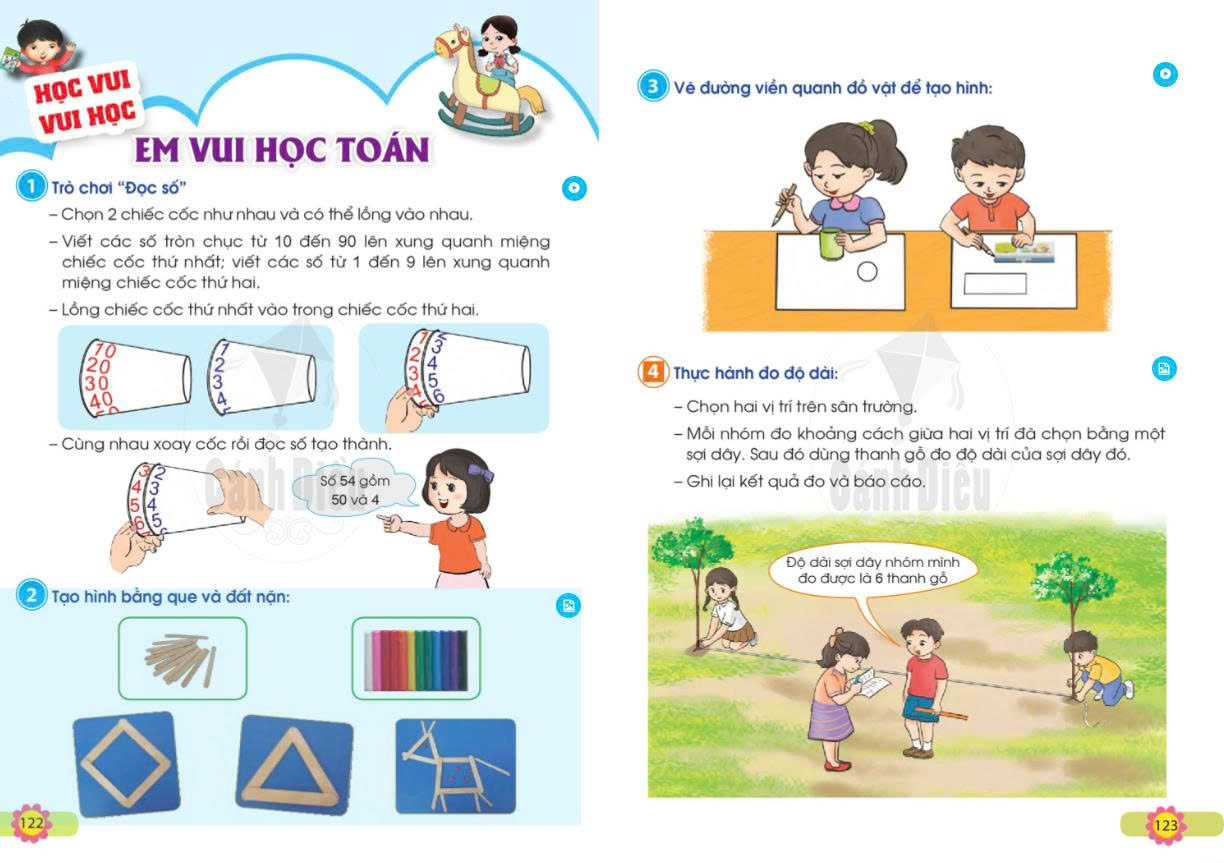 HỌC VUI
VUI HỌC
EM VUI HỌC TOÁN
1 Trò chơi “Đọc số”
– Chọn 2 chiếc cốc như nhau và có thể lồng vào nhau.
– Viết các số tròn chục từ 10 đến 90 lên xung quanh miệng
chiếc cốc thứ nhất; viết các số từ 1 đến 9 lên xung quanh
miệng chiếc cốc thứ hai.
– Lồng chiếc cốc thứ nhất vào trong chiếc cốc thứ hai.
10
20
30
40
50
1
2
3
4
5
1
2
3
4
2
3
4
5
6
– Cùng nhau xoay cốc rồi đọc số tạo thành.
3
4
5
6
2
3
4
5
Số 54 gồm
50 và 4
2 Tạo hình bằng que và đất nặn:
122
3 Vẽ đường viền quanh đồ vật để tạo hình:
4 Thực hành đo độ dài:
– Chọn hai vị trí trên sân trường.
– Mỗi nhóm đo khoảng cách giữa hai vị trí đã chọn bằng một
sợi dây. Sau đó dùng thanh gỗ đo độ dài của sợi dây đó.
– Ghi lại kết quả đo và báo cáo.
Cánh Diều
Cánh Diều
Độ dài sợi dây nhóm mình
đo được là 6 thanh gỗ
123